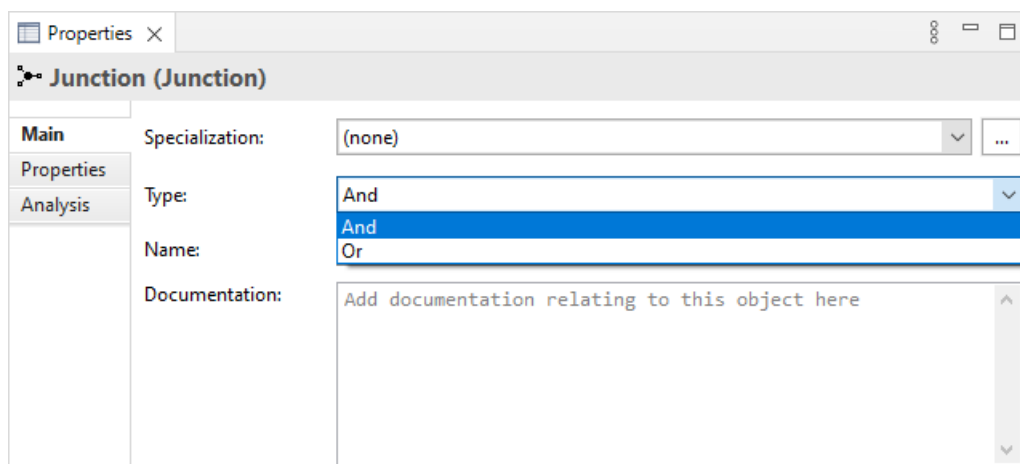 Properties
Junction (Junction)
Main
Specialization:
(none)
...
Properties
Type:
And
Analysis
And
Name:
Or
Documentation:
Add documentation relating to this object here